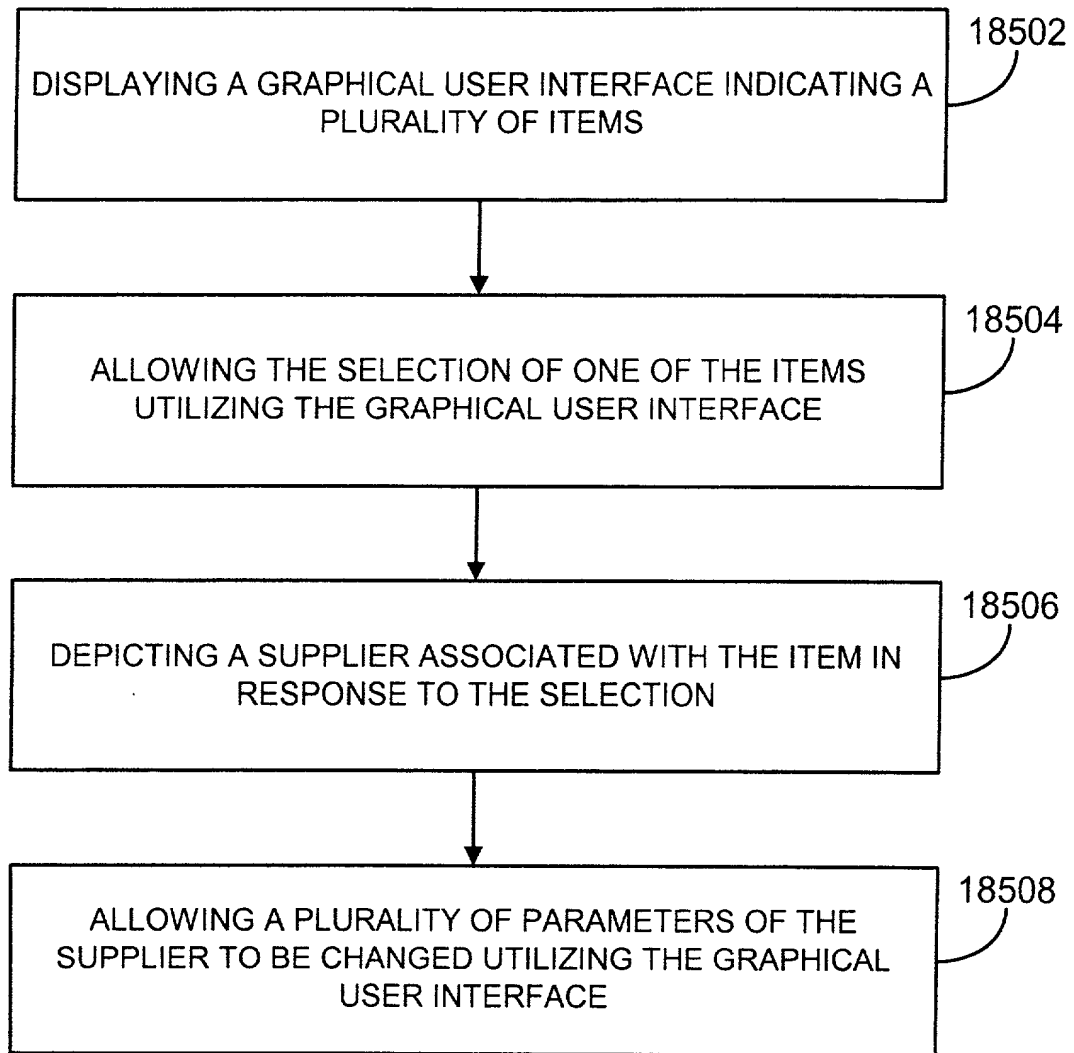 18502
DISPLAYING A GRAPHICAL USER INTERFACE INDICATING A
PLURALITY OF ITEMS
18504
ALLOWING THE SELECTION OF ONE OF THE ITEMS
UTILIZING THE GRAPHICAL USER INTERFACE
18506
DEPICTING A SUPPLIER ASSOCIATED WITH THE ITEM IN
RESPONSE TO THE SELECTION
18508
ALLOWING A PLURALITY OF PARAMETERS OF THE
SUPPLIER TO BE CHANGED UTILIZING THE GRAPHICAL
USER INTERFACE